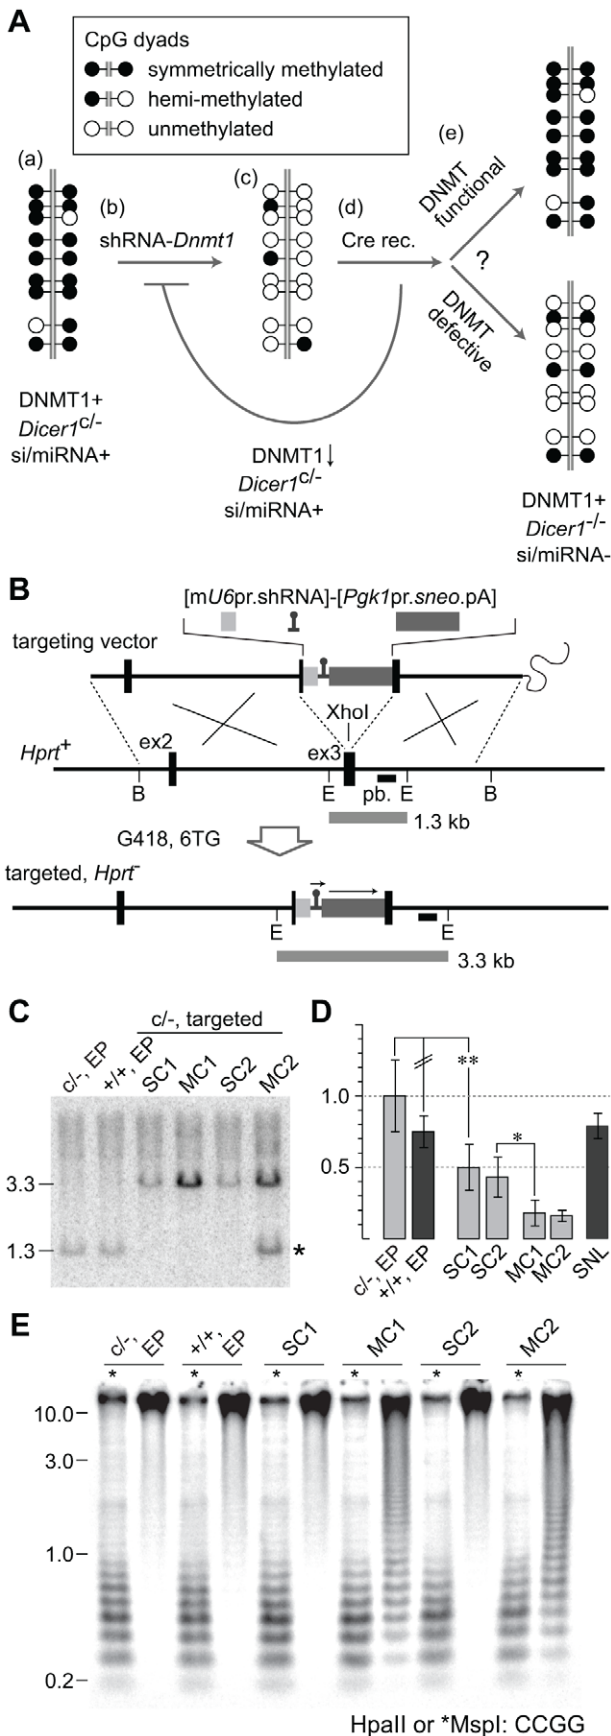 A
CpG dyads
symmetrically methylated
hemi-methylated
unmethylated
(a)
(b)
shRNA-Dnmt1
(c)
(d)
Cre rec.
(e)
DNMT
functional
?
DNMT
defective
DNMT1+
Dicer1c/-
si/miRNA+
DNMT1↓
Dicer1c/-
si/miRNA+
DNMT1+
Dicer1-/-
si/miRNA-
B
[mU6pr.shRNA]-[Pgk1pr.sneo.pA]
targeting vector
XhoI
Hprt+
ex2
ex3
B
E
pb.
E
B
1.3 kb
G418, 6TG
targeted, Hprt-
E
E
3.3 kb
C
c/-, targeted
c/-, EP
+/+, EP
SC1
MC1
SC2
MC2
3.3
1.3
*
D
**
*
1.0
0.5
c/-, EP
+/+, EP
SC1
SC2
MC1
MC2
SNL
E
c/-, EP
+/+, EP
SC1
MC1
SC2
MC2
* * * * * *
10.0
3.0
1.0
0.2
HpaII or *MspI: CCGG